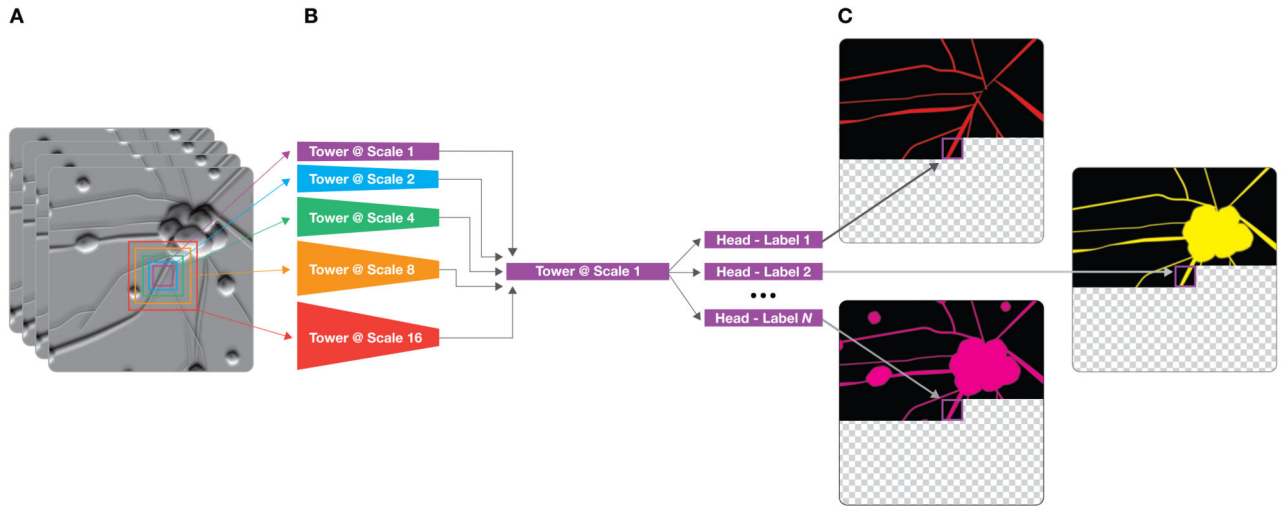 A
B
C
Tower @ Scale 1
Tower @ Scale 2
Tower @ Scale 4
Tower @ Scale 8
Tower @ Scale 16
Tower @ Scale 1
Head - Label 1
Head - Label 2
•••
Head - Label N